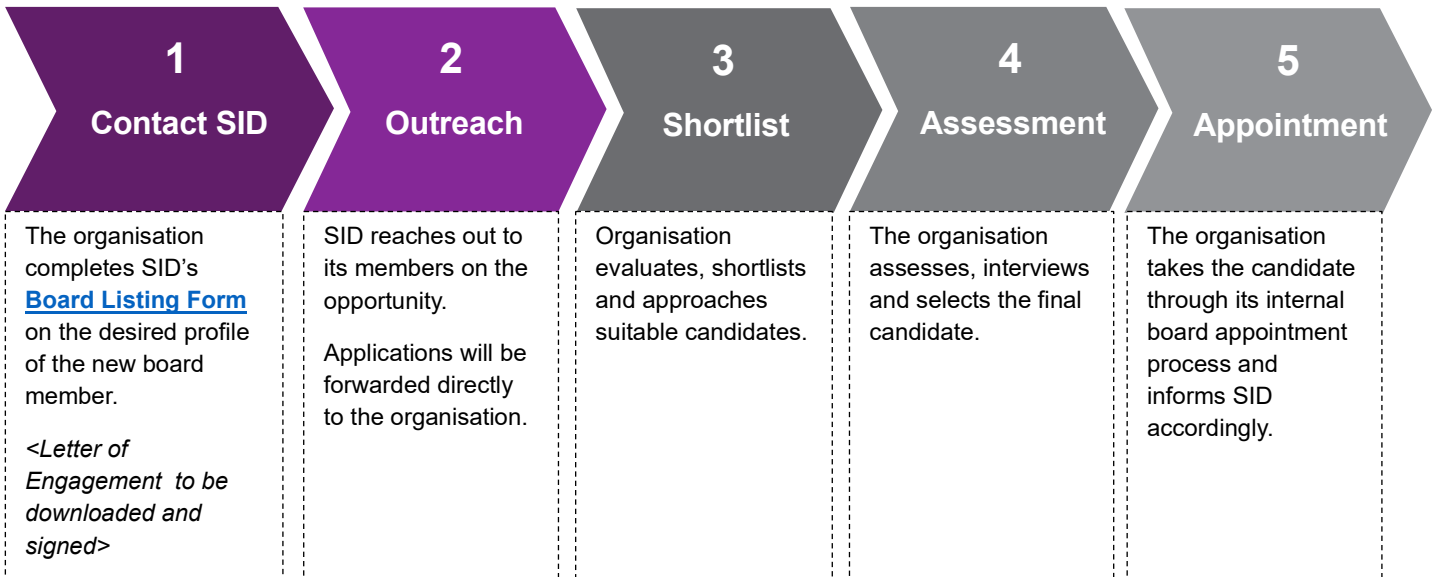 1
Contact SID
The organisation
completes SID’s
Board Listing Form
on the desired profile
of the new board
member.
<Letter of
Engagement  to be
downloaded and
signed>
2
Outreach
SID reaches out to
its members on the
opportunity.
Applications will be
forwarded directly
to the organisation.
3
Shortlist
Organisation
evaluates, shortlists
and approaches
suitable candidates.
4
Assessment
The organisation
assesses, interviews
and selects the final
candidate.
5
Appointment
The organisation
takes the candidate
through its internal
board appointment
process and
informs SID
accordingly.